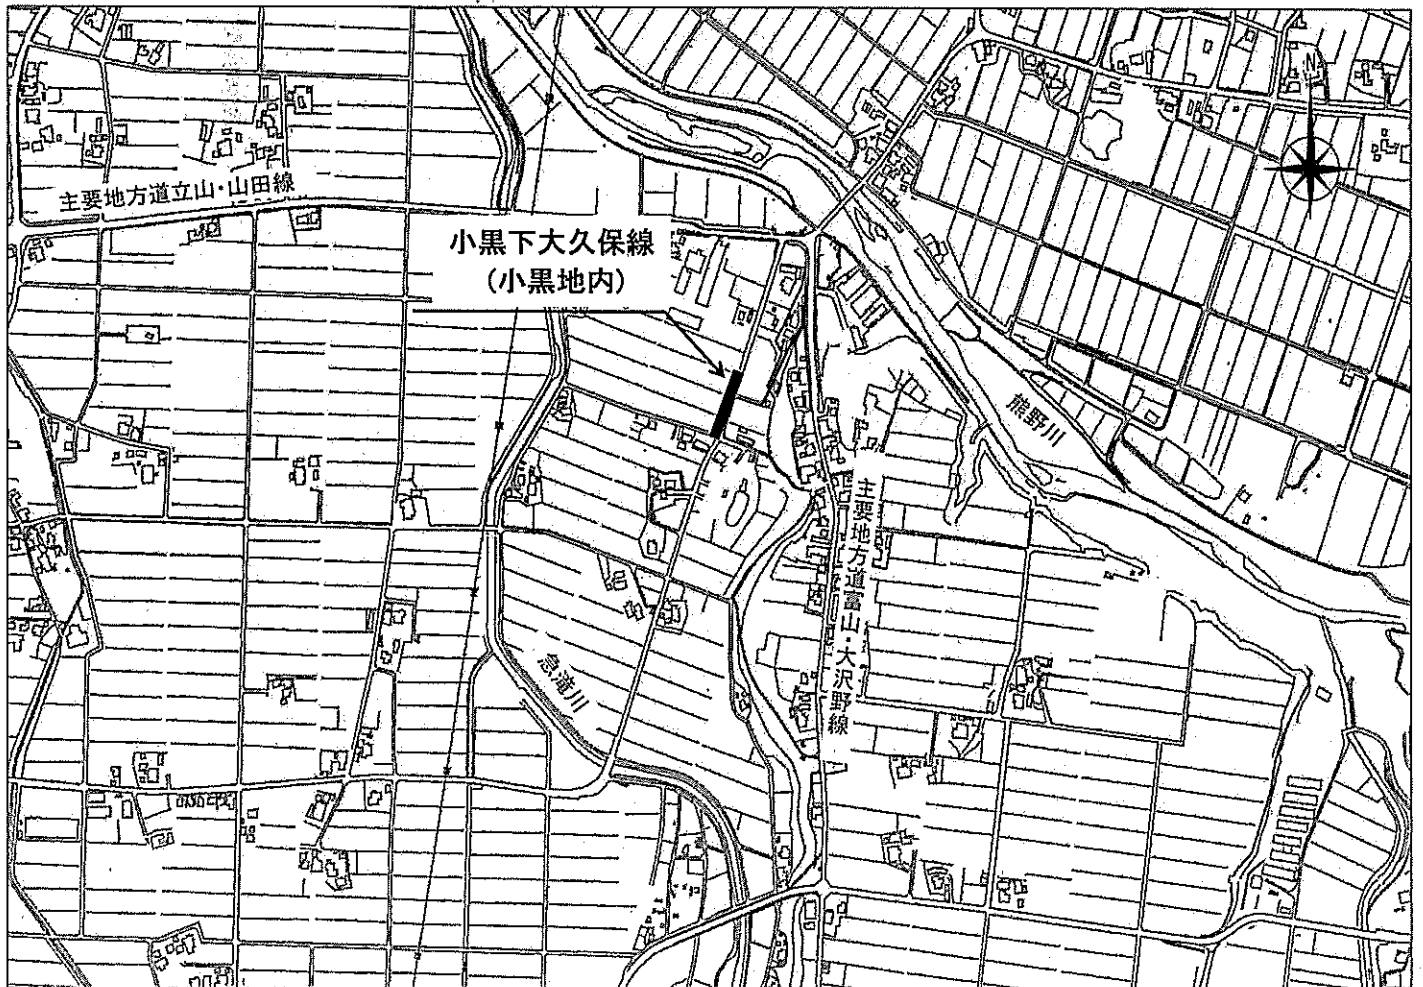 N
主要地方道立山・山田線
小黒下大久保線
(小黒地内)
熊野川
主要地方道富山・大沢野線
急滝川